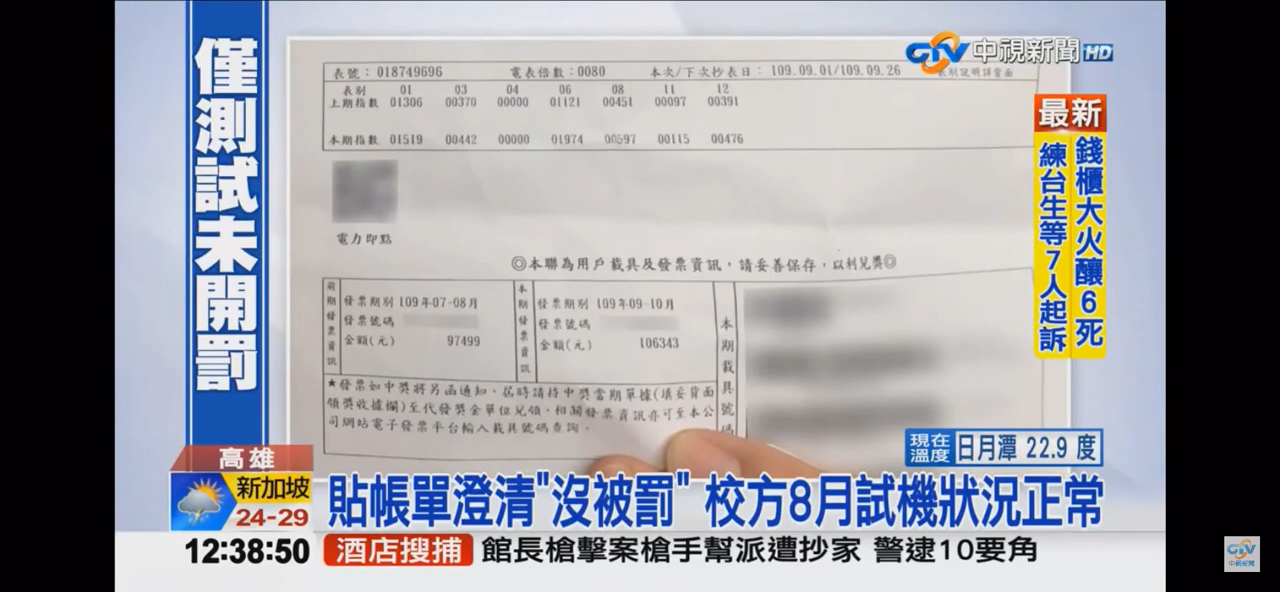 僅測試未開罰
CTV中視新聞HD
表號：018749696 電表倍數：0080 本次/下次抄表日：109.09.01/109.09.26
表別 01 03 04 06 08 11 12
上期指數 01306 00370 00000 01121 00451 00097 00391
本期指數 01519 00442 00000 01974 00597 00115 00476
電力即點
◎本聯為用戶載具及發票資訊，請妥善保存，以利兌獎◎
前期發票資訊
發票期別 109年07-08月
發票號碼
金額(元) 97499
本期發票資訊
發票期別 109年09-10月
發票號碼
金額(元) 106343
本期載具號碼
★發票如中獎將另函通知，屆時請持中獎當期單據(填妥背面
領獎收據欄)至代發獎金單位兌領，相關發票資訊亦可至本公
司網站電子發票平台輸入載具號碼查詢。
最新
錢櫃大火釀6死
練台生等7人起訴
現在溫度 日月潭 22.9 度
高雄
新加坡
24-29
貼帳單澄清"沒被罰" 校方8月試機狀況正常
12:38:50
酒店搜捕 館長槍擊案槍手幫派遭抄家 警逮10要角
CTV
中視新聞